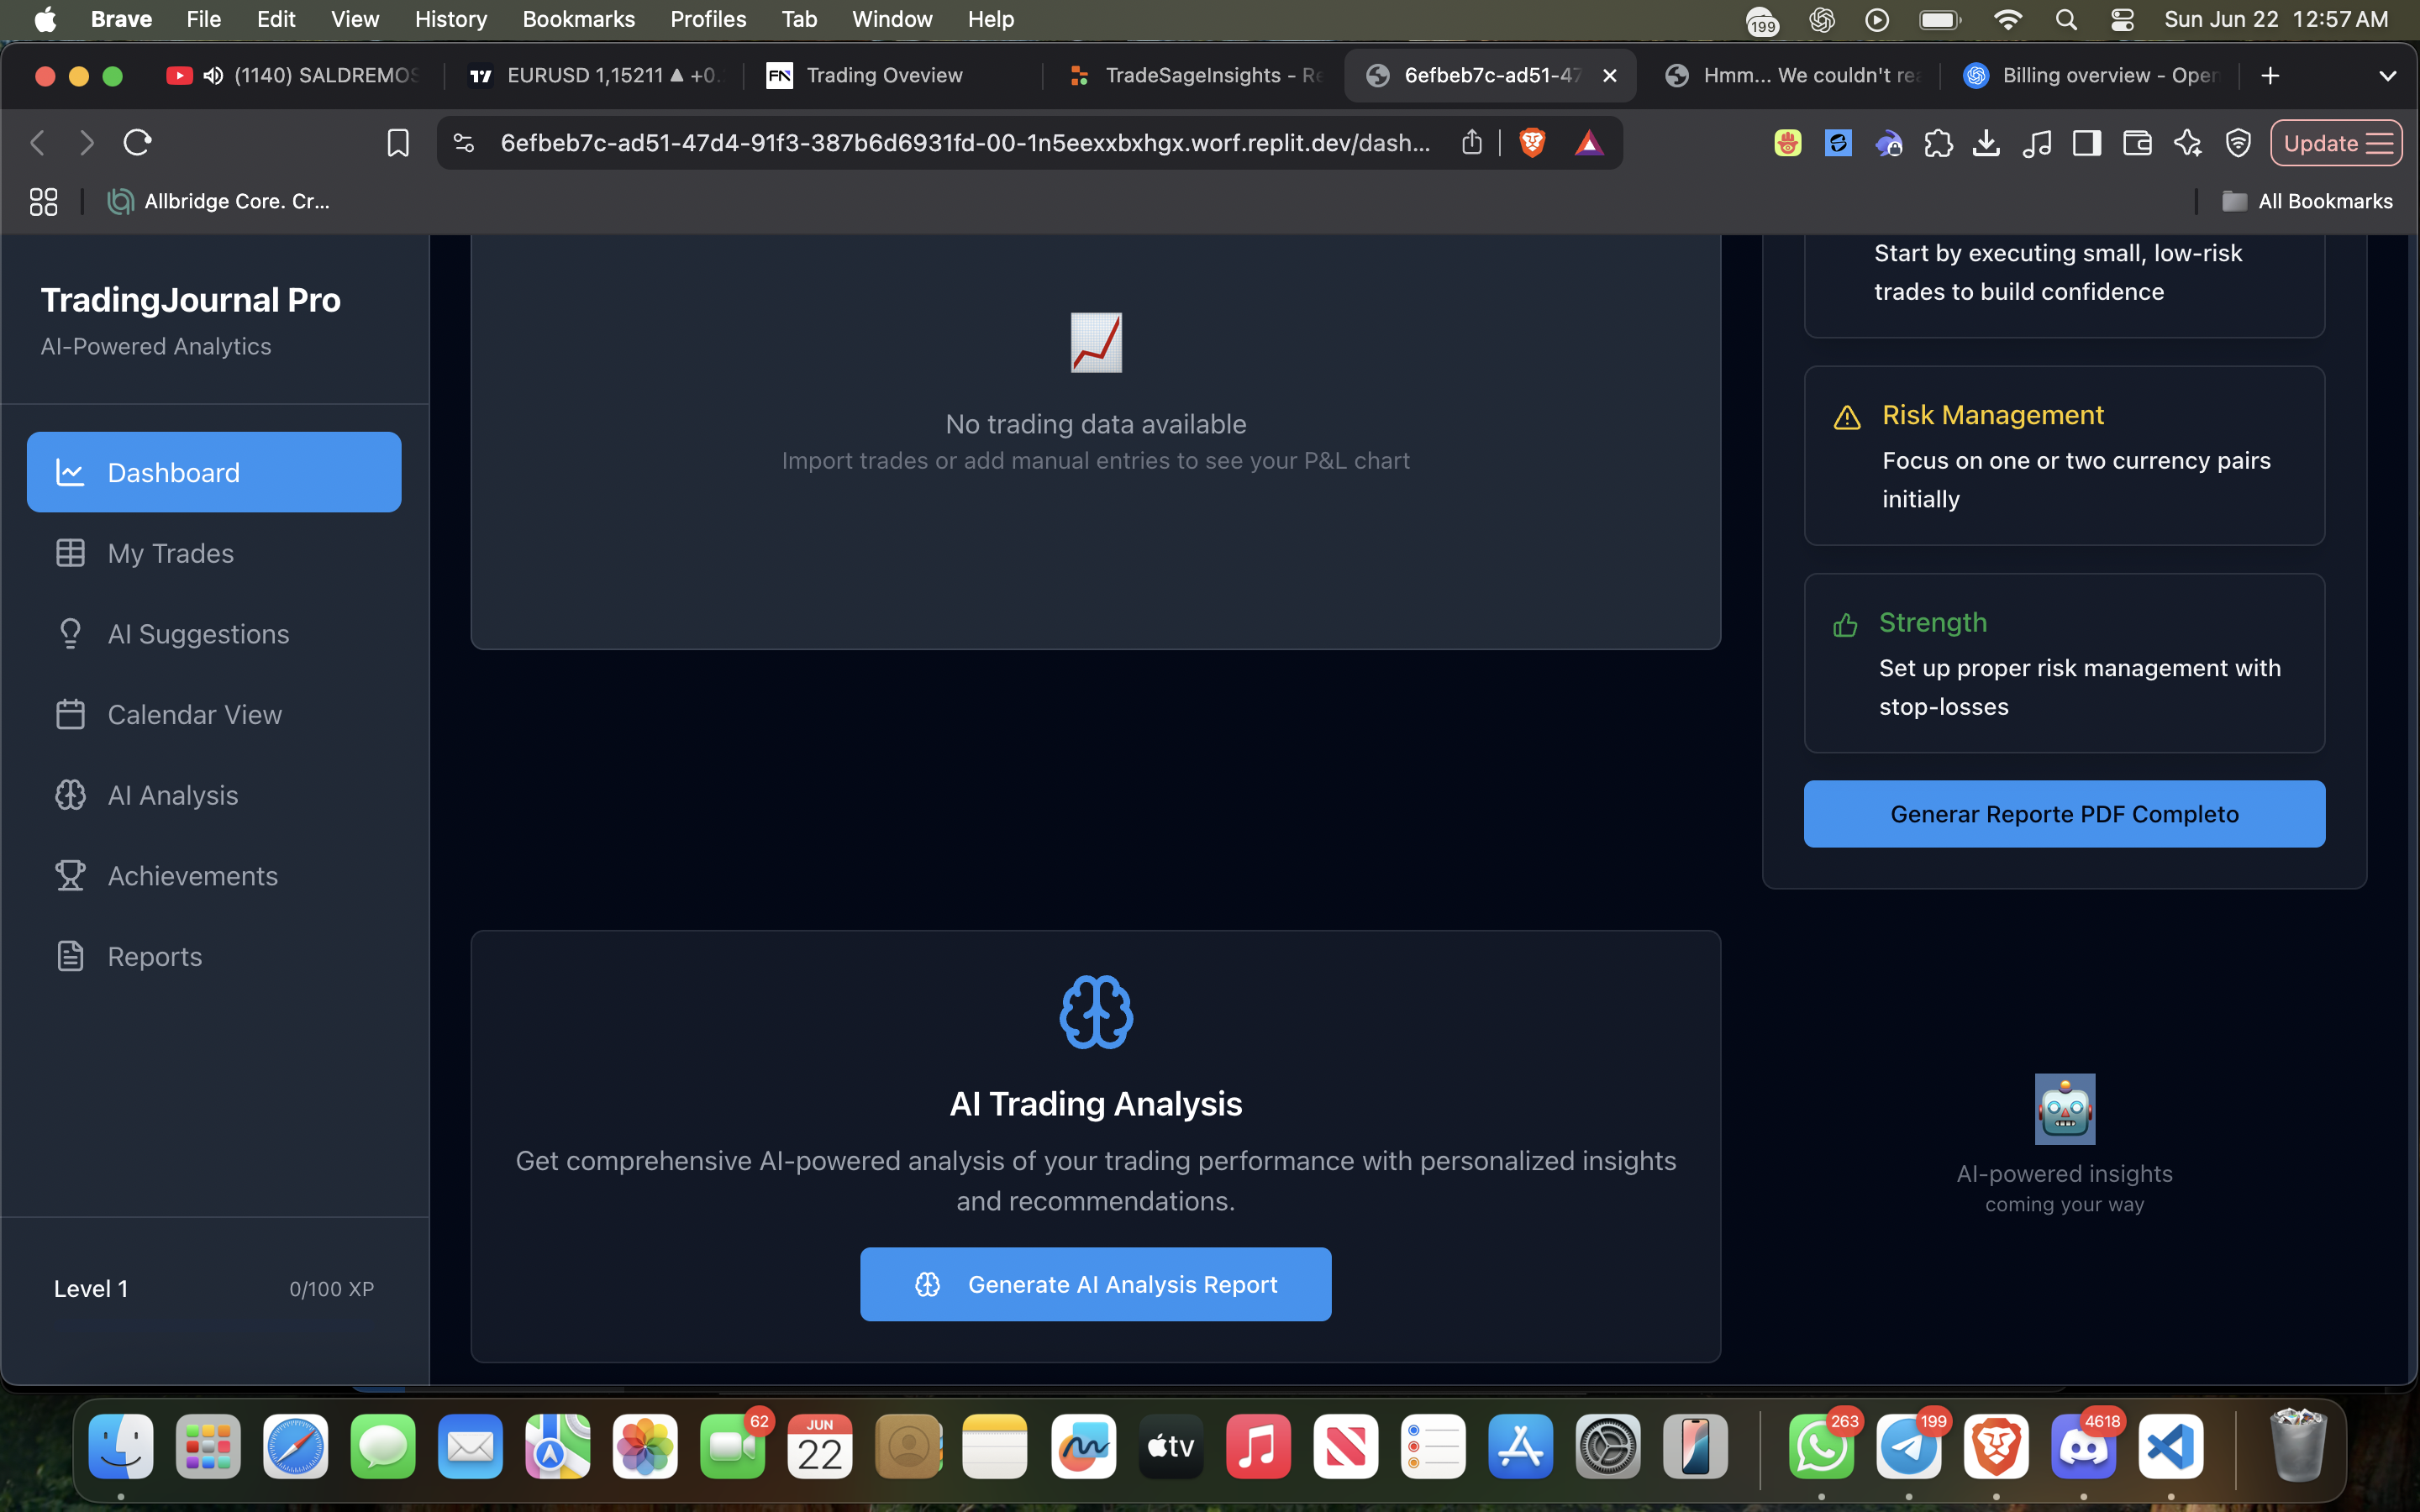 Brave File Edit View History Bookmarks Profiles Tab Window Help
199
Sun Jun 22 12:57 AM
(1140) SALDREMOS
EURUSD 1,15211 ▲ +0.
FN Trading Oveview
TradeSageInsights - Re
6efbeb7c-ad51-47
Hmm... We couldn't rea
Billing overview - Open
6efbeb7c-ad51-47d4-91f3-387b6d6931fd-00-1n5eexxbxhgx.worf.replit.dev/dash...
Update
Allbridge Core. Cr...
All Bookmarks
TradingJournal Pro
AI-Powered Analytics
Dashboard
My Trades
AI Suggestions
Calendar View
AI Analysis
Achievements
Reports
Level 1
0/100 XP
No trading data available
Import trades or add manual entries to see your P&L chart
AI Trading Analysis
Get comprehensive AI-powered analysis of your trading performance with personalized insights
and recommendations.
Generate AI Analysis Report
Start by executing small, low-risk
trades to build confidence
Risk Management
Focus on one or two currency pairs
initially
Strength
Set up proper risk management with
stop-losses
Generar Reporte PDF Completo
AI-powered insights
coming your way
62
JUN
22
tv
263
199
4618